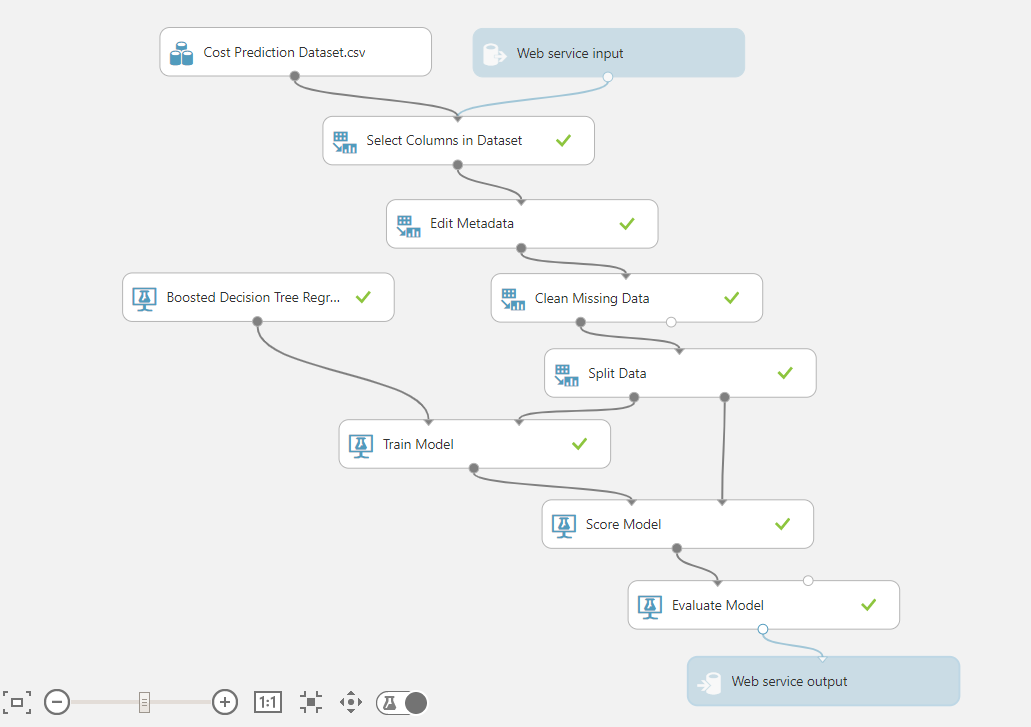 Cost Prediction Dataset.csv
Web service input
Select Columns in Dataset
Edit Metadata
Boosted Decision Tree Regr...
Clean Missing Data
Split Data
Train Model
Score Model
Evaluate Model
Web service output
1:1